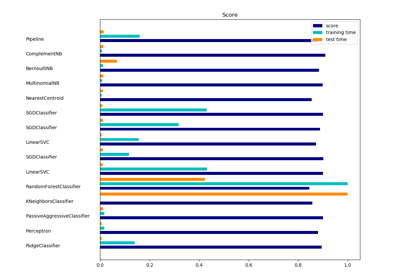 Score
score
training time
test time
Pipeline
ComplementNB
BernoulliNB
MultinomialNB
NearestCentroid
SGDClassifier
SGDClassifier
LinearSVC
SGDClassifier
LinearSVC
RandomForestClassifier
KNeighborsClassifier
PassiveAggressiveClassifier
Perceptron
RidgeClassifier
0.0 0.2 0.4 0.6 0.8 1.0